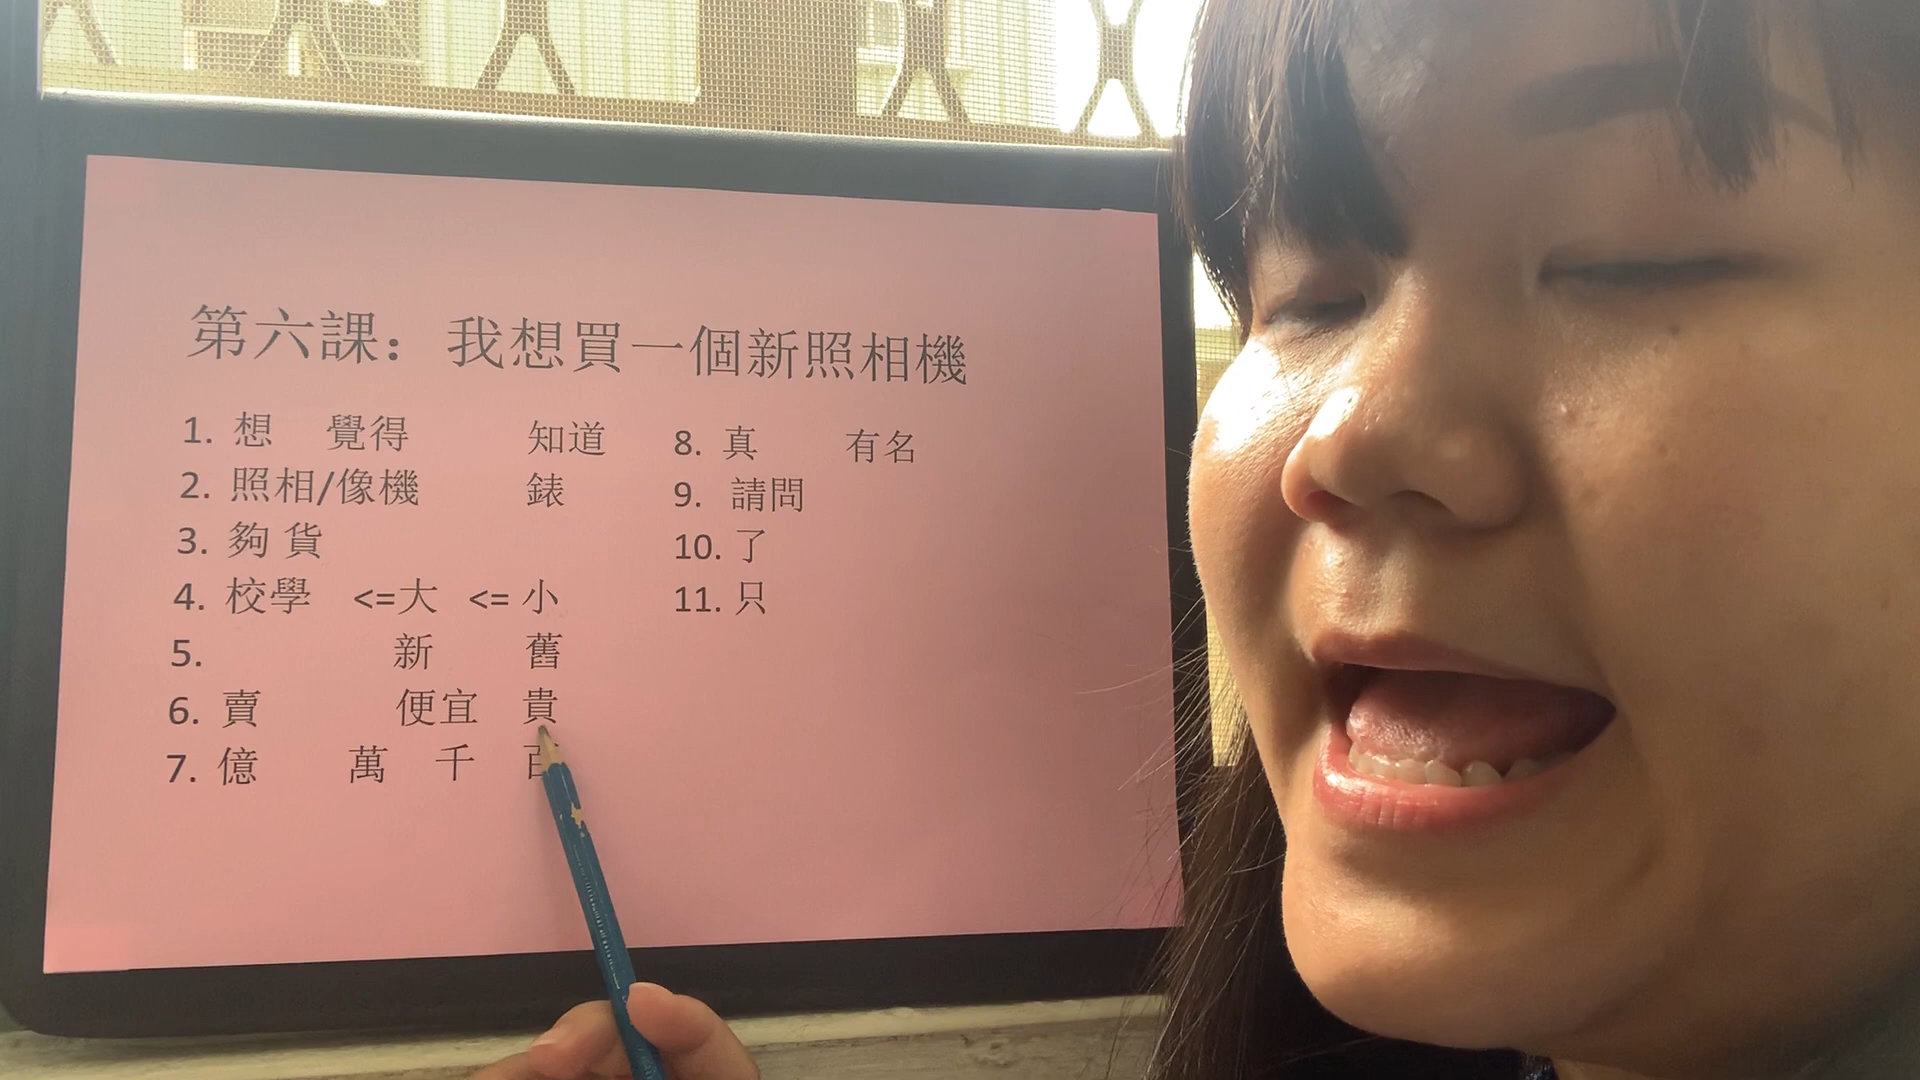 第六課：我想買一個新照相機
1. 想 覺得 知道
2. 照相/像機 錶
3. 夠 貨
4. 校學 <=大 <= 小
5. 新 舊
6. 賣 便宜 貴
7. 億 萬 千
8. 真 有名
9. 請問
10. 了
11. 只